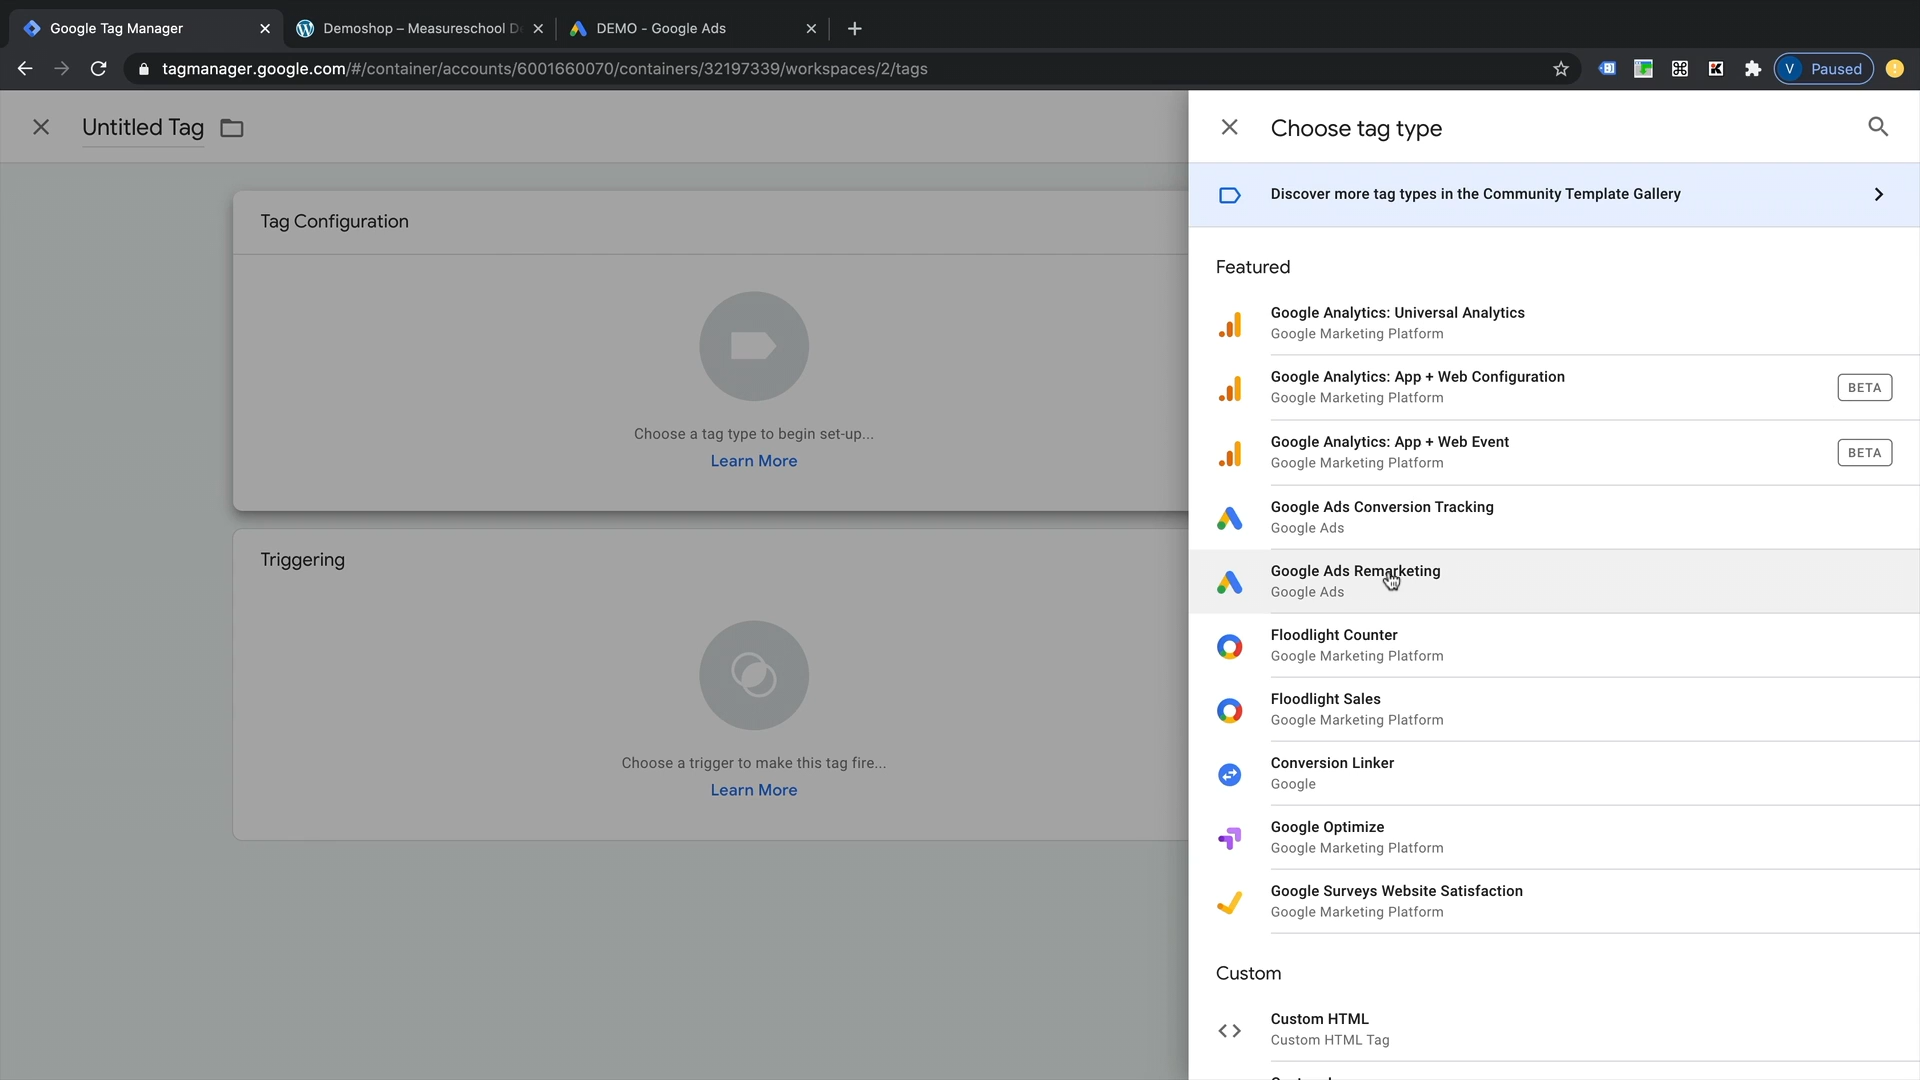 Google Tag Manager
Demoshop – Measureschool D
DEMO - Google Ads
tagmanager.google.com/#/container/accounts/6001660070/containers/32197339/workspaces/2/tags
V Paused
Untitled Tag
Tag Configuration
Choose a tag type to begin set-up...
Learn More
Triggering
Choose a trigger to make this tag fire...
Learn More
Choose tag type
Discover more tag types in the Community Template Gallery
Featured
Google Analytics: Universal Analytics
Google Marketing Platform
Google Analytics: App + Web Configuration
Google Marketing Platform
BETA
Google Analytics: App + Web Event
Google Marketing Platform
BETA
Google Ads Conversion Tracking
Google Ads
Google Ads Remarketing
Google Ads
Floodlight Counter
Google Marketing Platform
Floodlight Sales
Google Marketing Platform
Conversion Linker
Google
Google Optimize
Google Marketing Platform
Google Surveys Website Satisfaction
Google Marketing Platform
Custom
Custom HTML
Custom HTML Tag